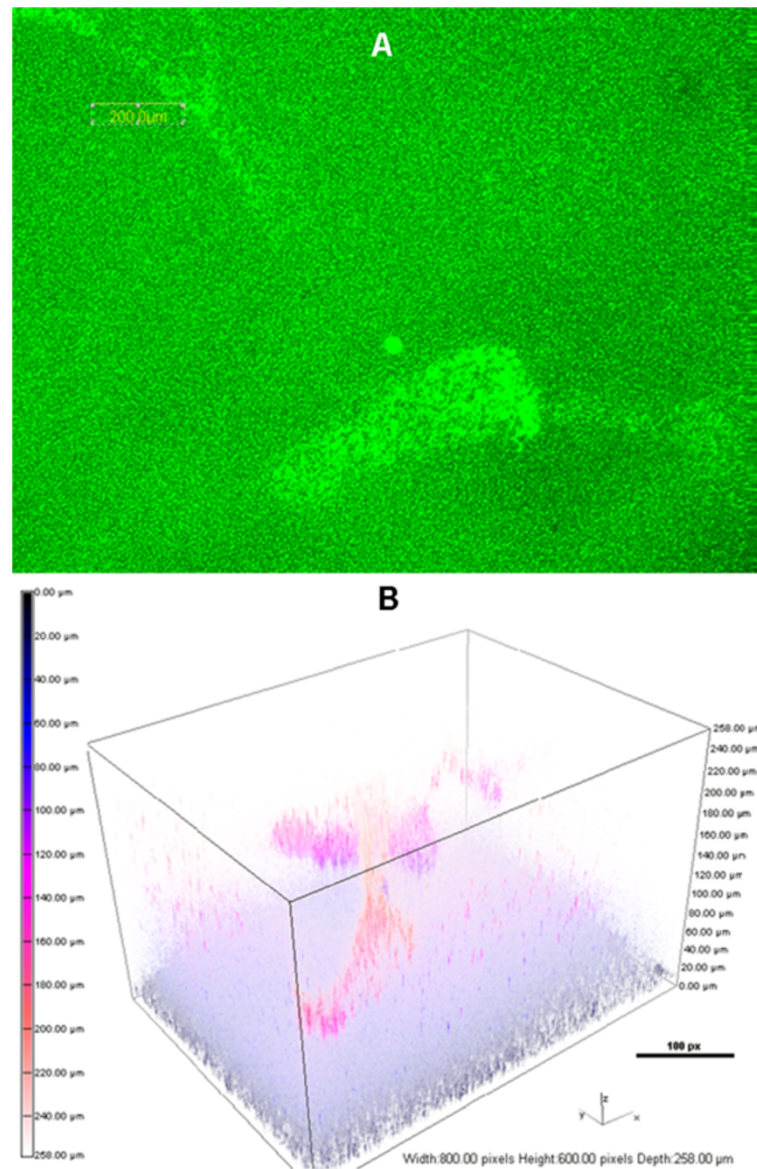 A
200.0µm
B
0.00 µm
20.00 µm
40.00 µm
60.00 µm
80.00 µm
100.00 µm
120.00 µm
140.00 µm
160.00 µm
180.00 µm
200.00 µm
220.00 µm
240.00 µm
258.00 µm
258.00 µm
240.00 µm
220.00 µm
200.00 µm
180.00 µm
160.00 µm
140.00 µm
120.00 µm
100.00 µm
80.00 µm
60.00 µm
40.00 µm
20.00 µm
0.00 µm
100 px
z
y
x
Width:800.00 pixels Height:600.00 pixels Depth:258.00 µm